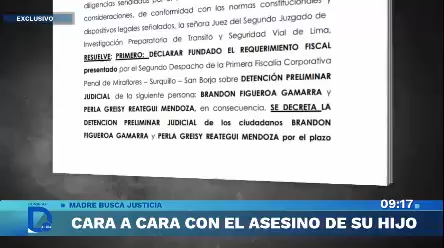 EXCLUSIVO
diligencias señaladas por el
consideraciones, de conformidad con las normas constitucionales y
dispositivos legales señalados, la señora Juez del Segundo Juzgado de
Investigación Preparatoria de Transito y Seguridad Vial de Lima,
RESUELVE: PRIMERO: DECLARAR FUNDADO EL REQUERIMIENTO FISCAL
presentado por el Segundo Despacho de la Primera Fiscalía Corporativa
Penal de Miraflores – Surquillo – San Borja sobre DETENCIÓN PRELIMINAR
JUDICIAL de la siguiente persona: BRANDON FIGUEROA GAMARRA y
PERLA GREISY REATEGUI MENDOZA, en consecuencia, SE DECRETA LA
DETENCION PRELIMINAR JUDICIAL de los ciudadanos BRANDON
FIGUEROA GAMARRA y PERLA GREISY REATEGUI MENDOZA por el plazo
MADRE BUSCA JUSTICIA
09:17
D
CARA A CARA CON EL ASESINO DE SU HIJO